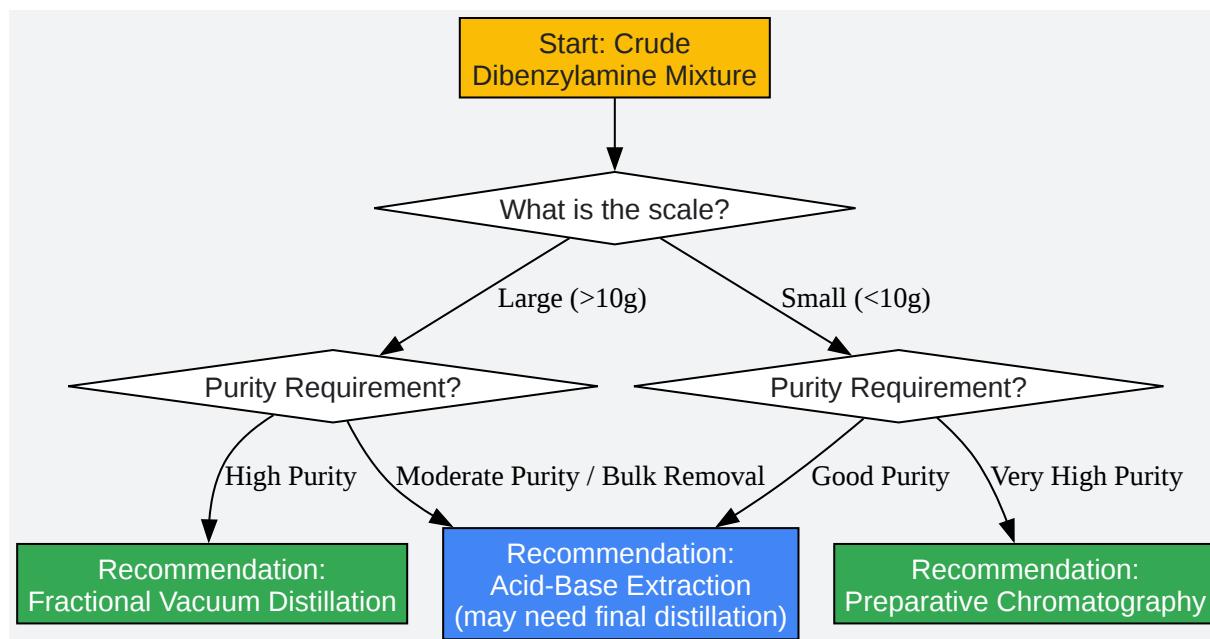 Start: Crude
Dibenzylamine Mixture
What is the scale?
Large (>10g)
Small (<10g)
Purity Requirement?
Purity Requirement?
High Purity
Moderate Purity / Bulk Removal
Good Purity
Very High Purity
Recommendation:
Fractional Vacuum Distillation
Recommendation:
Acid-Base Extraction
(may need final distillation)
Recommendation:
Preparative Chromatography